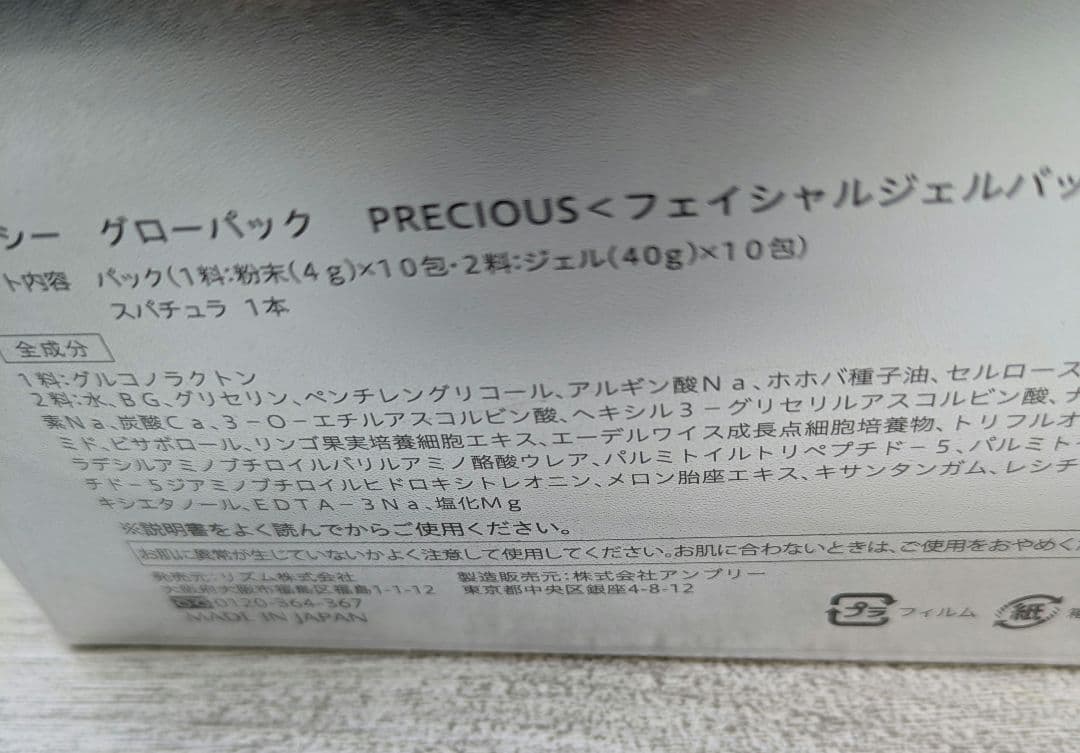 シー グローパック PRECIOUS<フェイシャルジェルパッ
ト内容 パック(1料:粉末(4g)×10包・2料:ジェル(40g)×10包)
スパチュラ 1本
全成分
1料:グルコノラクトン
2料:水、BG、グリセリン、ペンチレングリコール、アルギン酸Na、ホホバ種子油、セルロース
素Na、炭酸Ca、3-O-エチルアスコルビン酸、ヘキシル3-グリセリルアスコルビン酸、ナ
ミド、ビサボロール、リンゴ果実培養細胞エキス、エーデルワイス成長点細胞培養物、トリフルオ
ラデシルアミノブチロイルバリルアミノ酪酸ウレア、パルミトイルトリペプチド-5、パルミト
チド-5ジアミノブチロイルヒドロキシトレオニン、メロン胎座エキス、キサンタンガム、レシチ
キシエタノール、EDTA-3Na、塩化Mg
※説明書をよく読んでからご使用ください。
お肌に異常が生じていないかよく注意して使用してください。お肌に合わないときは、ご使用をおやめく
発売元:リズム株式会社 製造販売元:株式会社アンプリー
大阪府大阪市福島区福島1-1-12 東京都中央区銀座4-8-12
0120-364-367
MADE IN JAPAN
プラ フィルム 紙